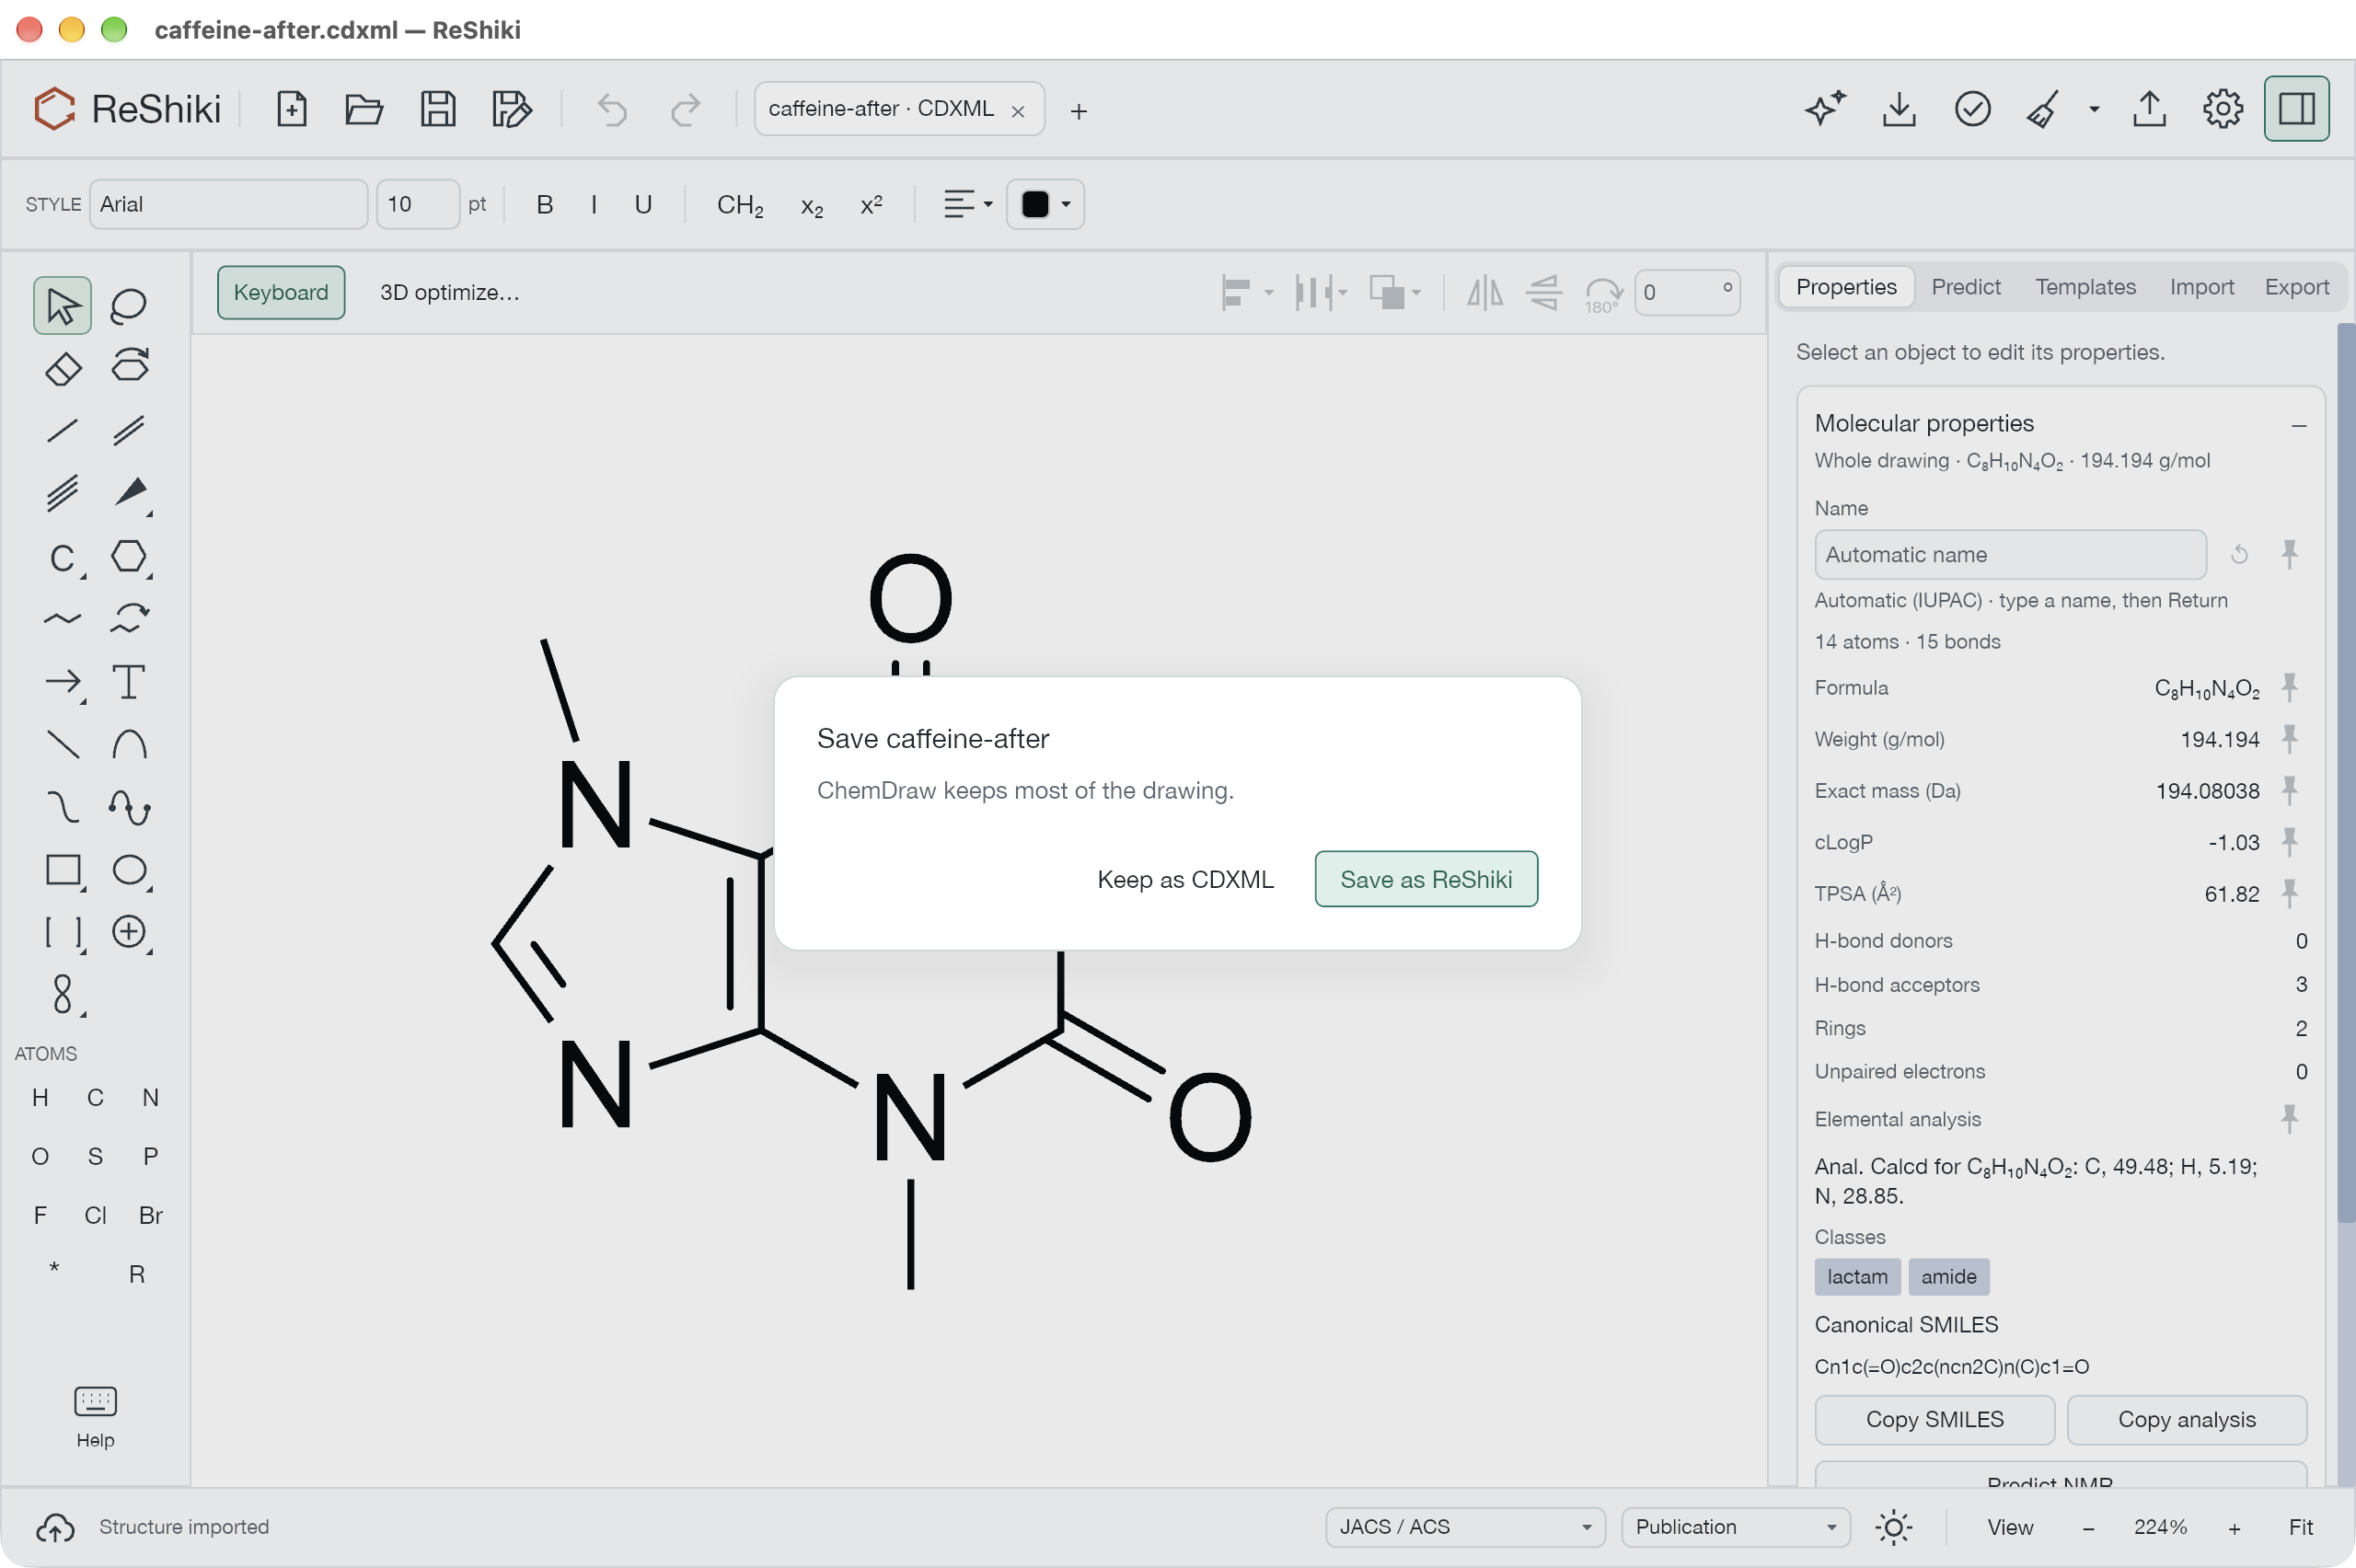 caffeine-after.cdxml — ReShiki
ReShiki
caffeine-after · CDXML × +
STYLE Arial 10 pt B I U CH₂ x₂ x²
Keyboard 3D optimize... 180° 0 °
Properties Predict Templates Import Export
Select an object to edit its properties.
Molecular properties –
Whole drawing · C₈H₁₀N₄O₂ · 194.194 g/mol
Name
Automatic name
Automatic (IUPAC) · type a name, then Return
14 atoms · 15 bonds
Formula C₈H₁₀N₄O₂
Weight (g/mol) 194.194
Exact mass (Da) 194.08038
cLogP -1.03
TPSA (Å²) 61.82
H-bond donors 0
H-bond acceptors 3
Rings 2
Unpaired electrons 0
Elemental analysis
Anal. Calcd for C₈H₁₀N₄O₂: C, 49.48; H, 5.19;
N, 28.85.
Classes
lactam amide
Canonical SMILES
Cn1c(=O)c2c(ncn2C)n(C)c1=O
Copy SMILES Copy analysis
Predict NMR
C
T
[ ]
ATOMS
H C N
O S P
F Cl Br
* R
Help
O
N
N
N
O
Save caffeine-after
ChemDraw keeps most of the drawing.
Keep as CDXML Save as ReShiki
Structure imported JACS / ACS Publication View – 224% + Fit